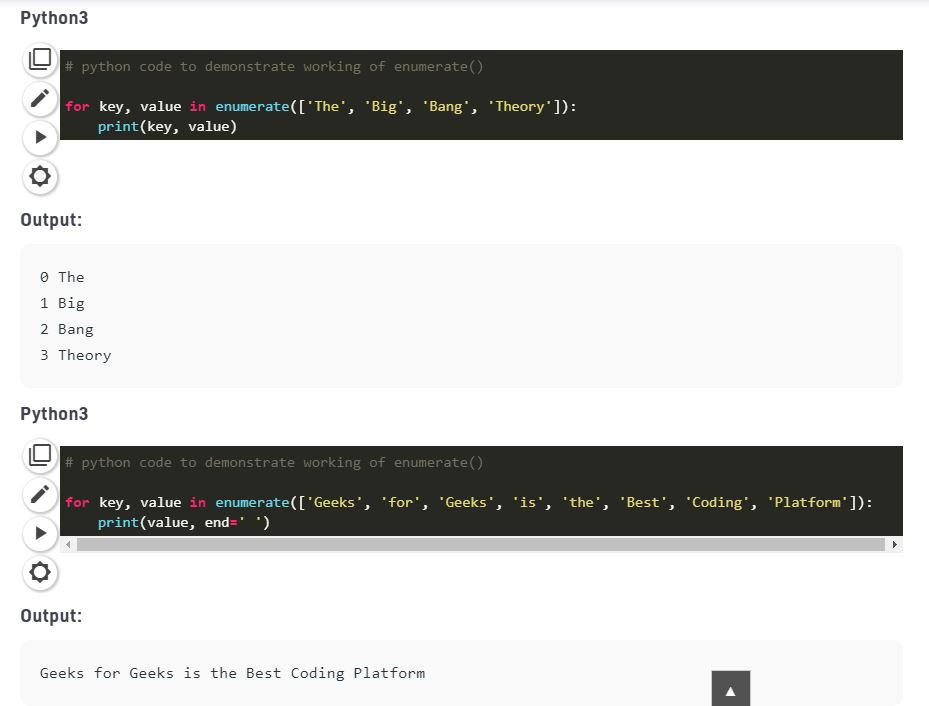 Python3
# python code to demonstrate working of enumerate()
for key, value in enumerate(['The', 'Big', 'Bang', 'Theory']):
    print(key, value)
Output:
0 The
1 Big
2 Bang
3 Theory
Python3
# python code to demonstrate working of enumerate()
for key, value in enumerate(['Geeks', 'for', 'Geeks', 'is', 'the', 'Best', 'Coding', 'Platform']):
    print(value, end=' ')
Output:
Geeks for Geeks is the Best Coding Platform